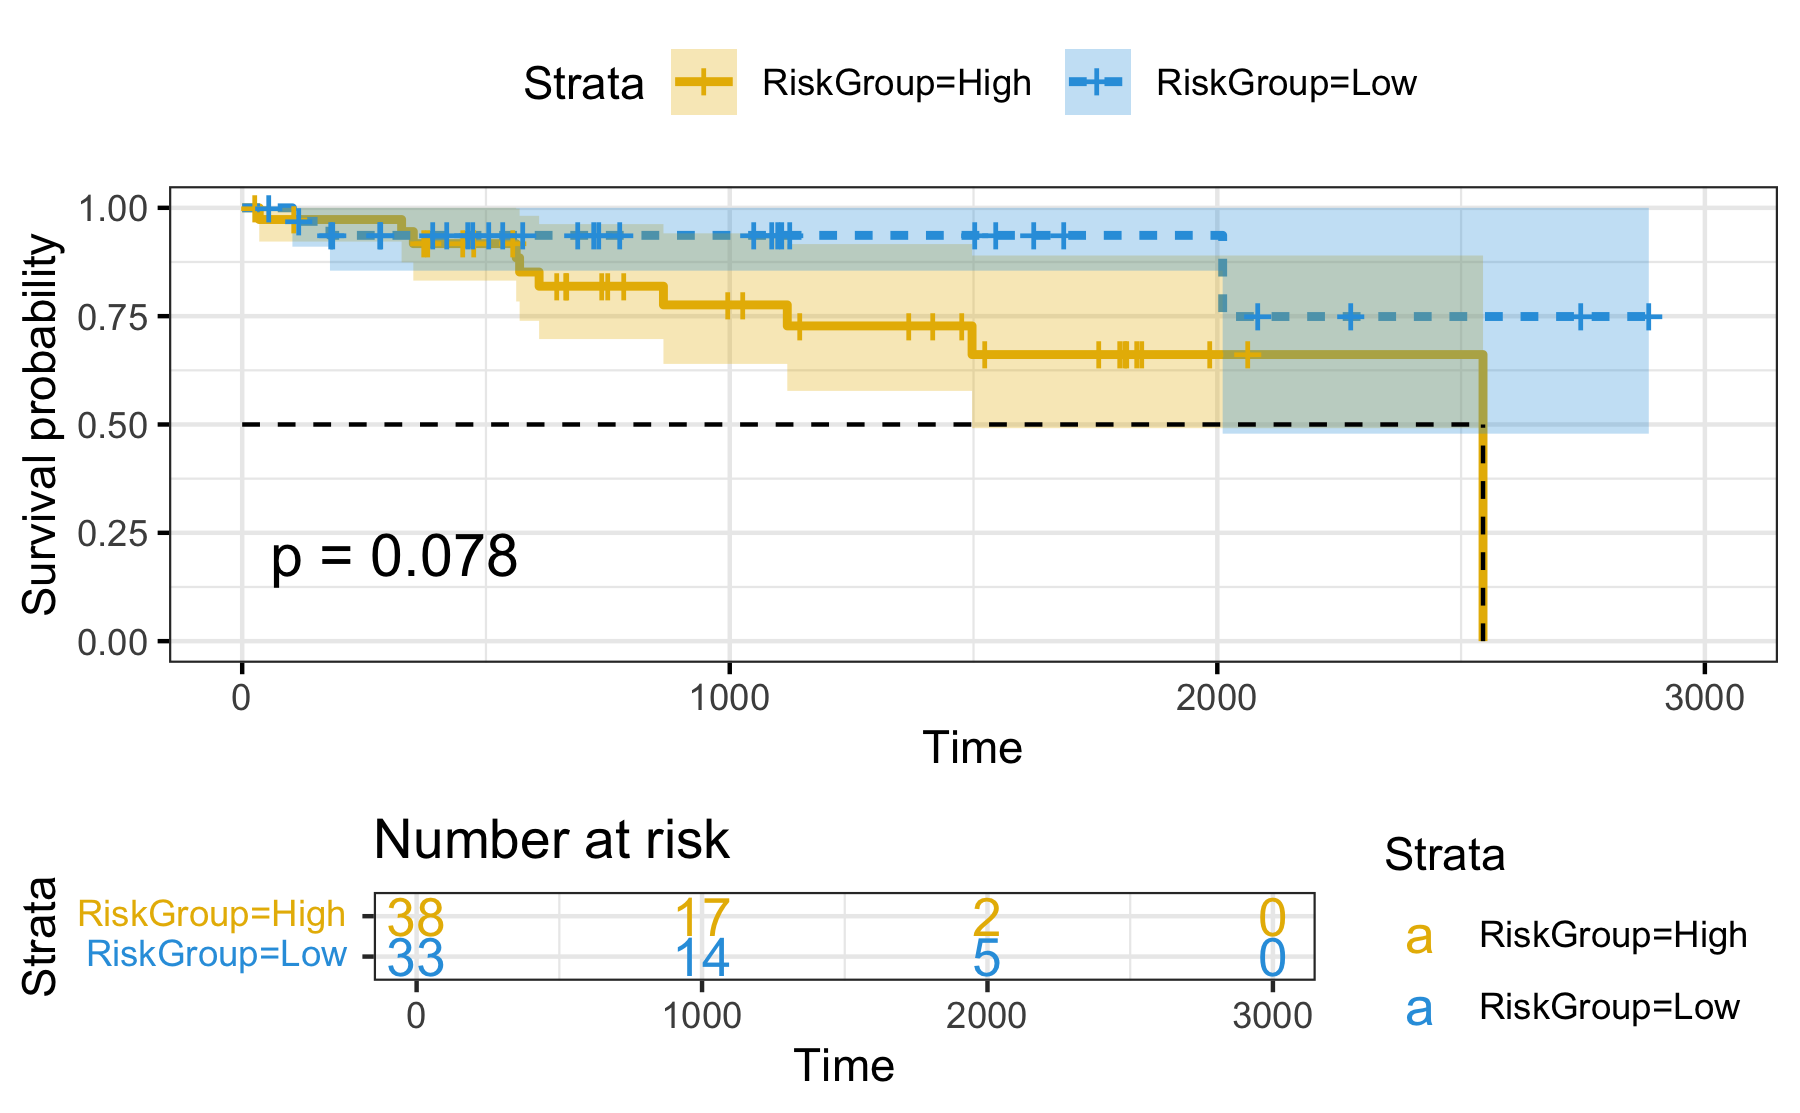 Strata RiskGroup=High RiskGroup=Low
Survival probability
1.00
0.75
0.50
0.25
0.00
p = 0.078
0 1000 2000 3000
Time
Number at risk
Strata
RiskGroup=High 38 17 2 0
RiskGroup=Low 33 14 5 0
0 1000 2000 3000
Time
Strata
a RiskGroup=High
a RiskGroup=Low